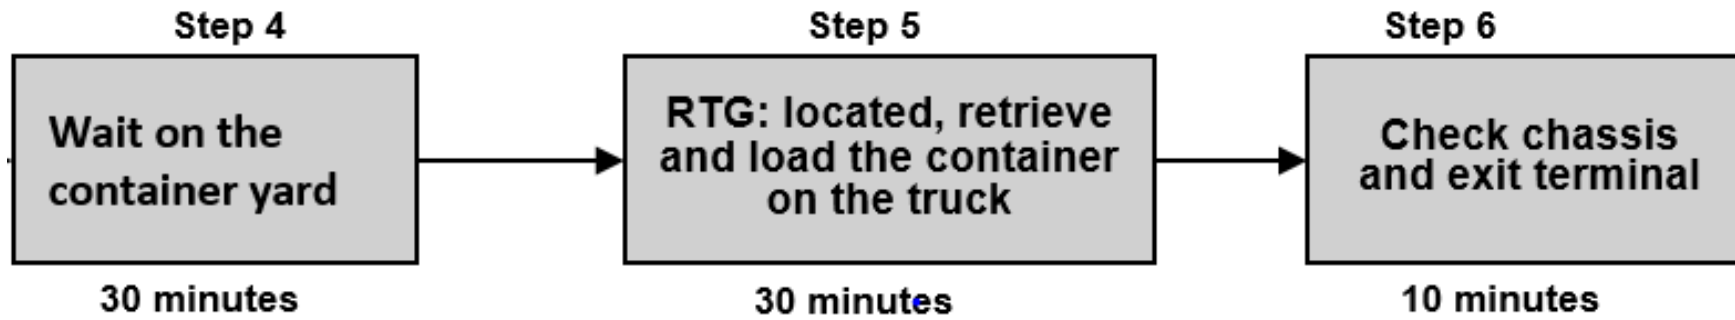 Step 4
Wait on the
container yard
30 minutes
Step 5
RTG: located, retrieve
and load the container
on the truck
30 minutes
Step 6
Check chassis
and exit terminal
10 minutes